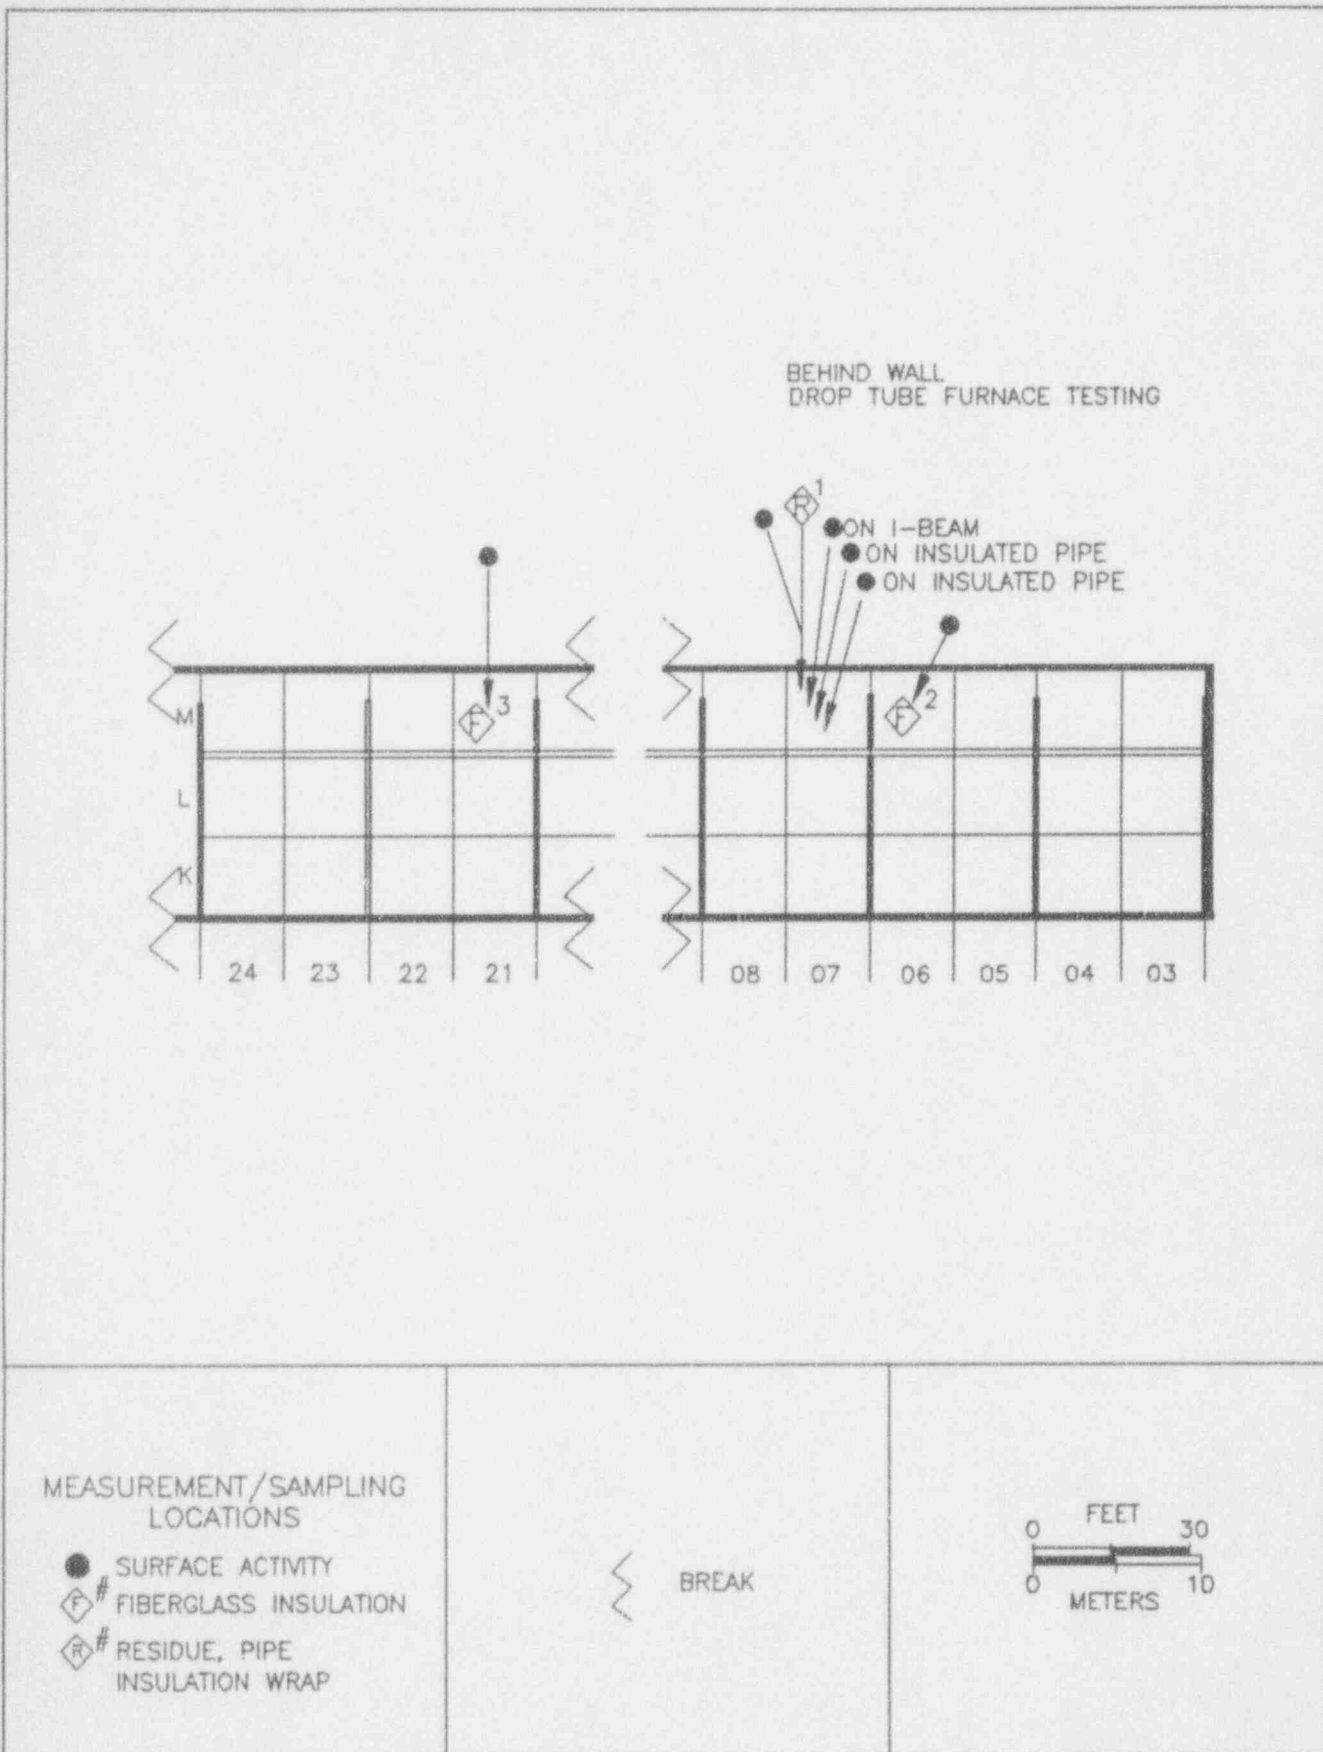 BEHIND WALL
DROP TUBE FURNACE TESTING
R 1
ON I-BEAM
ON INSULATED PIPE
ON INSULATED PIPE
F 3
F 2
M
L
K
24 23 22 21 08 07 06 05 04 03
MEASUREMENT/SAMPLING
LOCATIONS
SURFACE ACTIVITY
F # FIBERGLASS INSULATION
R # RESIDUE, PIPE
INSULATION WRAP
BREAK
FEET
0 30
0 10
METERS